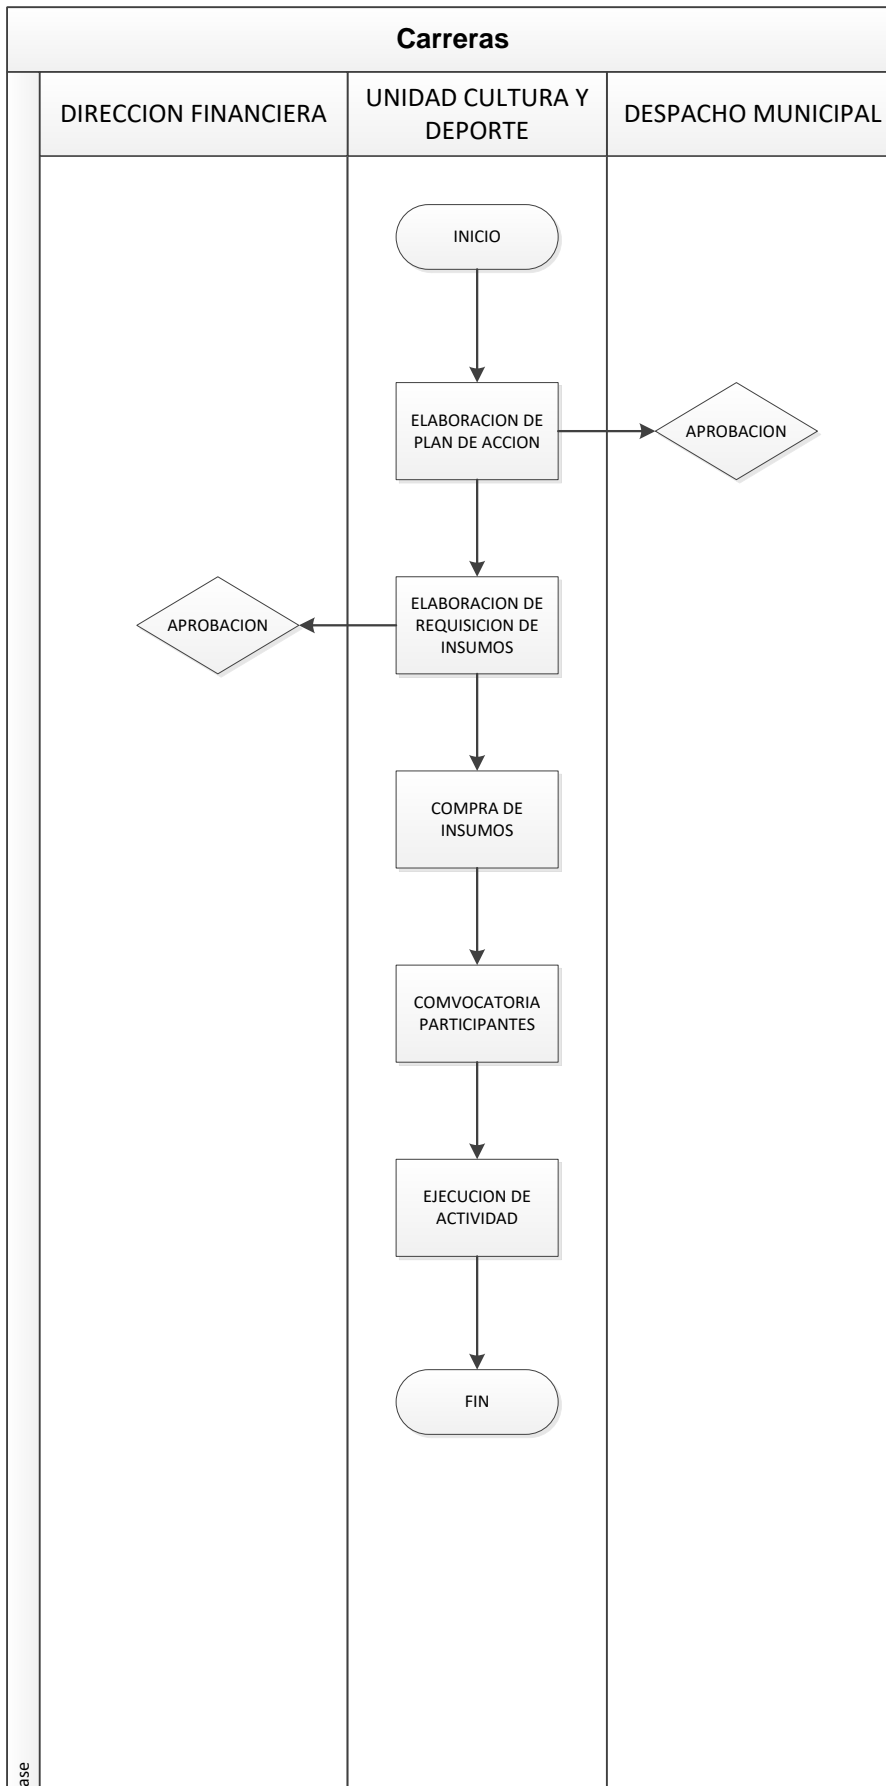 Carreras
DIRECCION FINANCIERA
UNIDAD CULTURA Y
DEPORTE
DESPACHO MUNICIPAL
INICIO
ELABORACION DE
PLAN DE ACCION
APROBACION
APROBACION
ELABORACION DE
REQUISICION DE
INSUMOS
COMPRA DE
INSUMOS
COMVOCATORIA
PARTICIPANTES
EJECUCION DE
ACTIVIDAD
FIN
ase